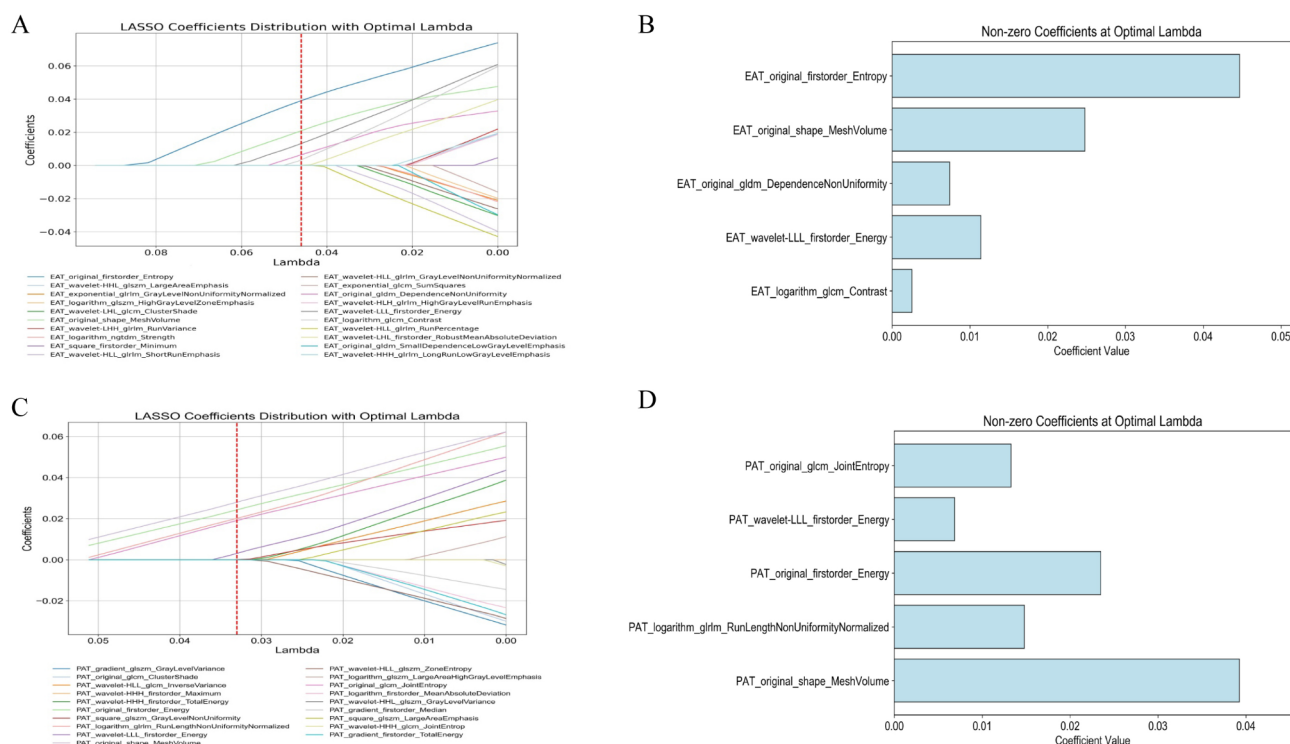 A
LASSO Coefficients Distribution with Optimal Lambda
Coefficients
0.06
0.04
0.02
0.00
−0.02
−0.04
0.08
0.06
0.04
0.02
0.00
Lambda
EAT_original_firstorder_Entropy
EAT_wavelet-HHL_glszm_LargeAreaEmphasis
EAT_exponential_glrlm_GrayLevelNonUniformityNormalized
EAT_logarithm_glszm_HighGrayLevelZoneEmphasis
EAT_wavelet-LHL_glcm_ClusterShade
EAT_original_shape_MeshVolume
EAT_wavelet-LHH_glrlm_RunVariance
EAT_logarithm_ngtdm_Strength
EAT_square_firstorder_Minimum
EAT_wavelet-HLL_glrlm_ShortRunEmphasis
EAT_wavelet-HLL_glrlm_GrayLevelNonUniformityNormalized
EAT_exponential_glcm_SumSquares
EAT_original_gldm_DependenceNonUniformity
EAT_wavelet-HLH_glrlm_HighGrayLevelRunEmphasis
EAT_wavelet-LLL_firstorder_Energy
EAT_logarithm_glcm_Contrast
EAT_wavelet-HLL_glrlm_RunPercentage
EAT_wavelet-LHL_firstorder_RobustMeanAbsoluteDeviation
EAT_original_gldm_SmallDependenceLowGrayLevelEmphasis
EAT_wavelet-HHH_glrlm_LongRunLowGrayLevelEmphasis
B
Non-zero Coefficients at Optimal Lambda
EAT_original_firstorder_Entropy
EAT_original_shape_MeshVolume
EAT_original_gldm_DependenceNonUniformity
EAT_wavelet-LLL_firstorder_Energy
EAT_logarithm_glcm_Contrast
0.00
0.01
0.02
0.03
0.04
0.05
Coefficient Value
C
LASSO Coefficients Distribution with Optimal Lambda
Coefficients
0.06
0.04
0.02
0.00
−0.02
0.05
0.04
0.03
0.02
0.01
0.00
Lambda
PAT_gradient_glszm_GrayLevelVariance
PAT_original_glcm_ClusterShade
PAT_wavelet-HLL_glcm_InverseVariance
PAT_wavelet-HHH_firstorder_Maximum
PAT_wavelet-HHH_firstorder_TotalEnergy
PAT_original_firstorder_Energy
PAT_square_glszm_GrayLevelNonUniformity
PAT_logarithm_glrlm_RunLengthNonUniformityNormalized
PAT_wavelet-LLL_firstorder_Energy
PAT_original_shape_MeshVolume
PAT_wavelet-HLL_glszm_ZoneEntropy
PAT_logarithm_glszm_LargeAreaHighGrayLevelEmphasis
PAT_original_glcm_JointEntropy
PAT_logarithm_firstorder_MeanAbsoluteDeviation
PAT_wavelet-HHL_glszm_GrayLevelVariance
PAT_gradient_firstorder_Median
PAT_square_glszm_LargeAreaEmphasis
PAT_wavelet-HHH_glcm_JointEntrop
PAT_gradient_firstorder_TotalEnergy
D
Non-zero Coefficients at Optimal Lambda
PAT_original_glcm_JointEntropy
PAT_wavelet-LLL_firstorder_Energy
PAT_original_firstorder_Energy
PAT_logarithm_glrlm_RunLengthNonUniformityNormalized
PAT_original_shape_MeshVolume
0.00
0.01
0.02
0.03
0.04
Coefficient Value